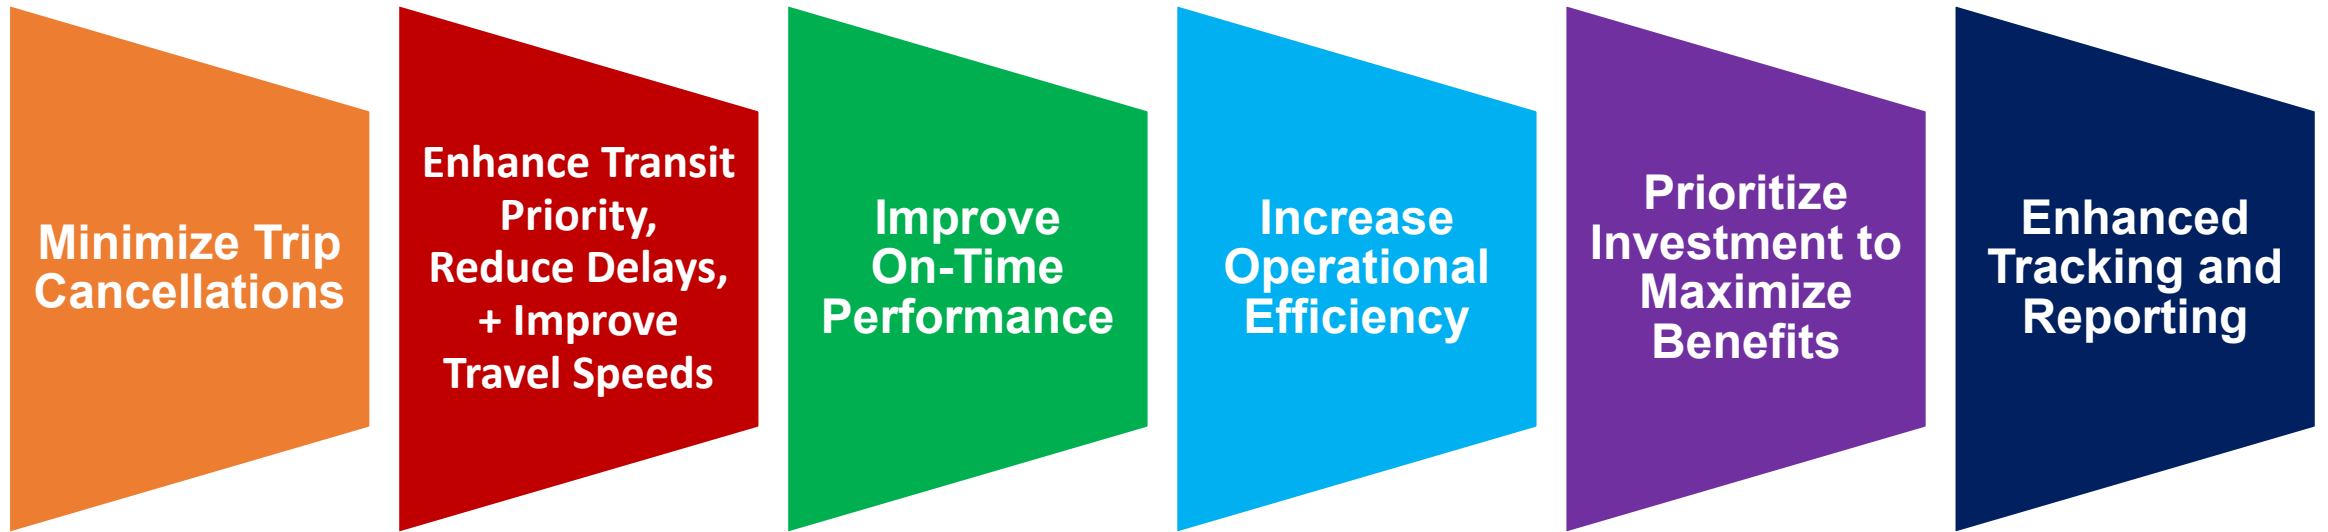 Minimize Trip
Cancellations
Enhance Transit
Priority,
Reduce Delays,
+ Improve
Travel Speeds
Improve
On-Time
Performance
Increase
Operational
Efficiency
Prioritize
Investment to
Maximize
Benefits
Enhanced
Tracking and
Reporting